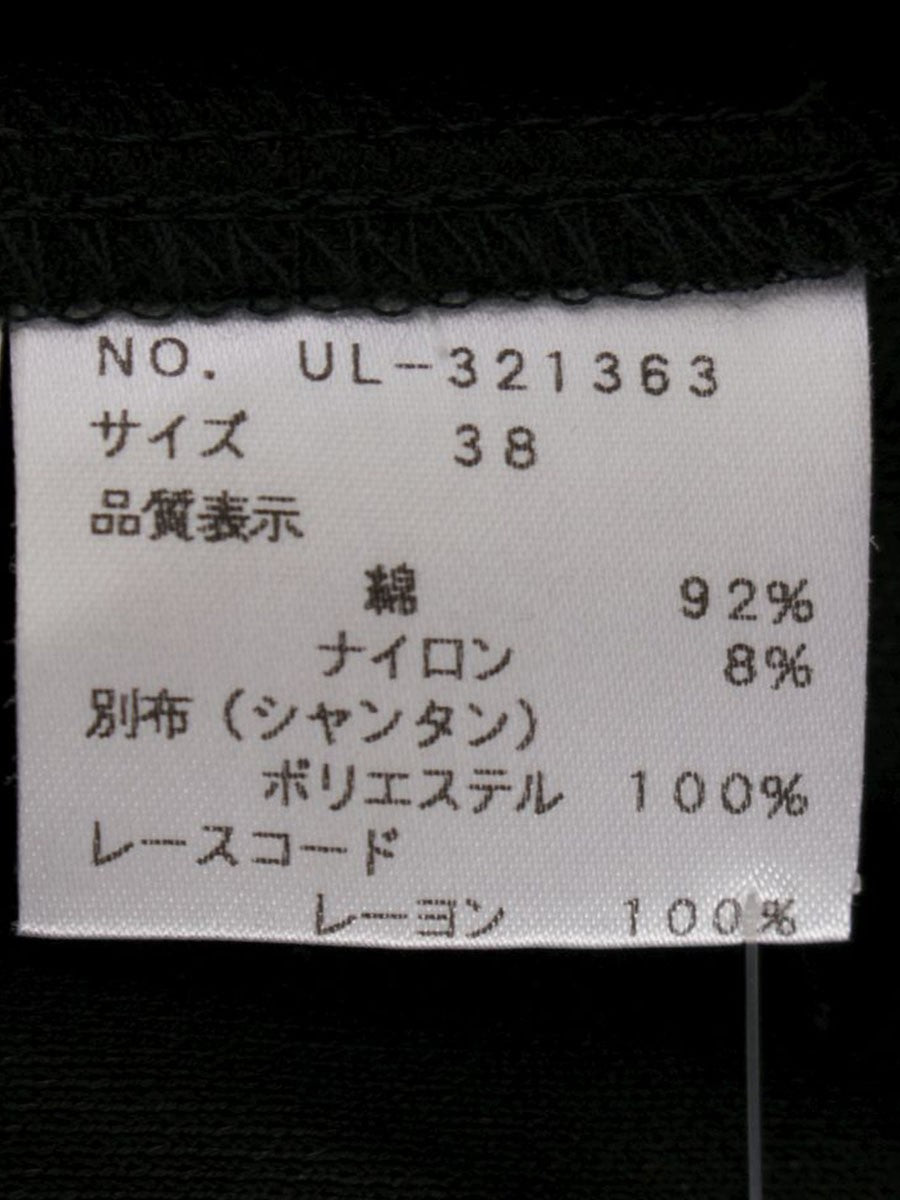 NO. UL-321363
サイズ 38
品質表示
綿 92%
ナイロン 8%
別布(シャンタン)
ポリエステル 100%
レースコード
レーヨン 100%